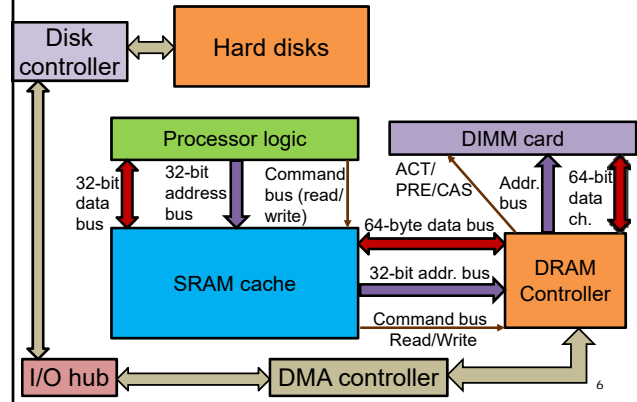 Disk
controller
Hard disks
Processor logic
DIMM card
32-bit
data
bus
32-bit
address
bus
Command
bus (read/
write)
ACT/
PRE/CAS
Addr.
bus
64-bit
data
ch.
64-byte data bus
SRAM cache
32-bit addr. bus
DRAM
Controller
Command bus
Read/Write
I/O hub
DMA controller
6